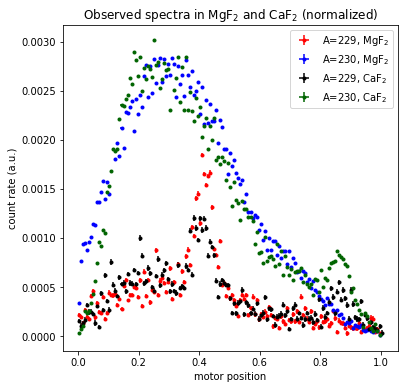 Observed spectra in MgF₂ and CaF₂ (normalized)
A=229, MgF₂
A=230, MgF₂
A=229, CaF₂
A=230, CaF₂
0.0030
0.0025
0.0020
0.0015
0.0010
0.0005
0.0000
count rate (a.u.)
0.0 0.2 0.4 0.6 0.8 1.0
motor position